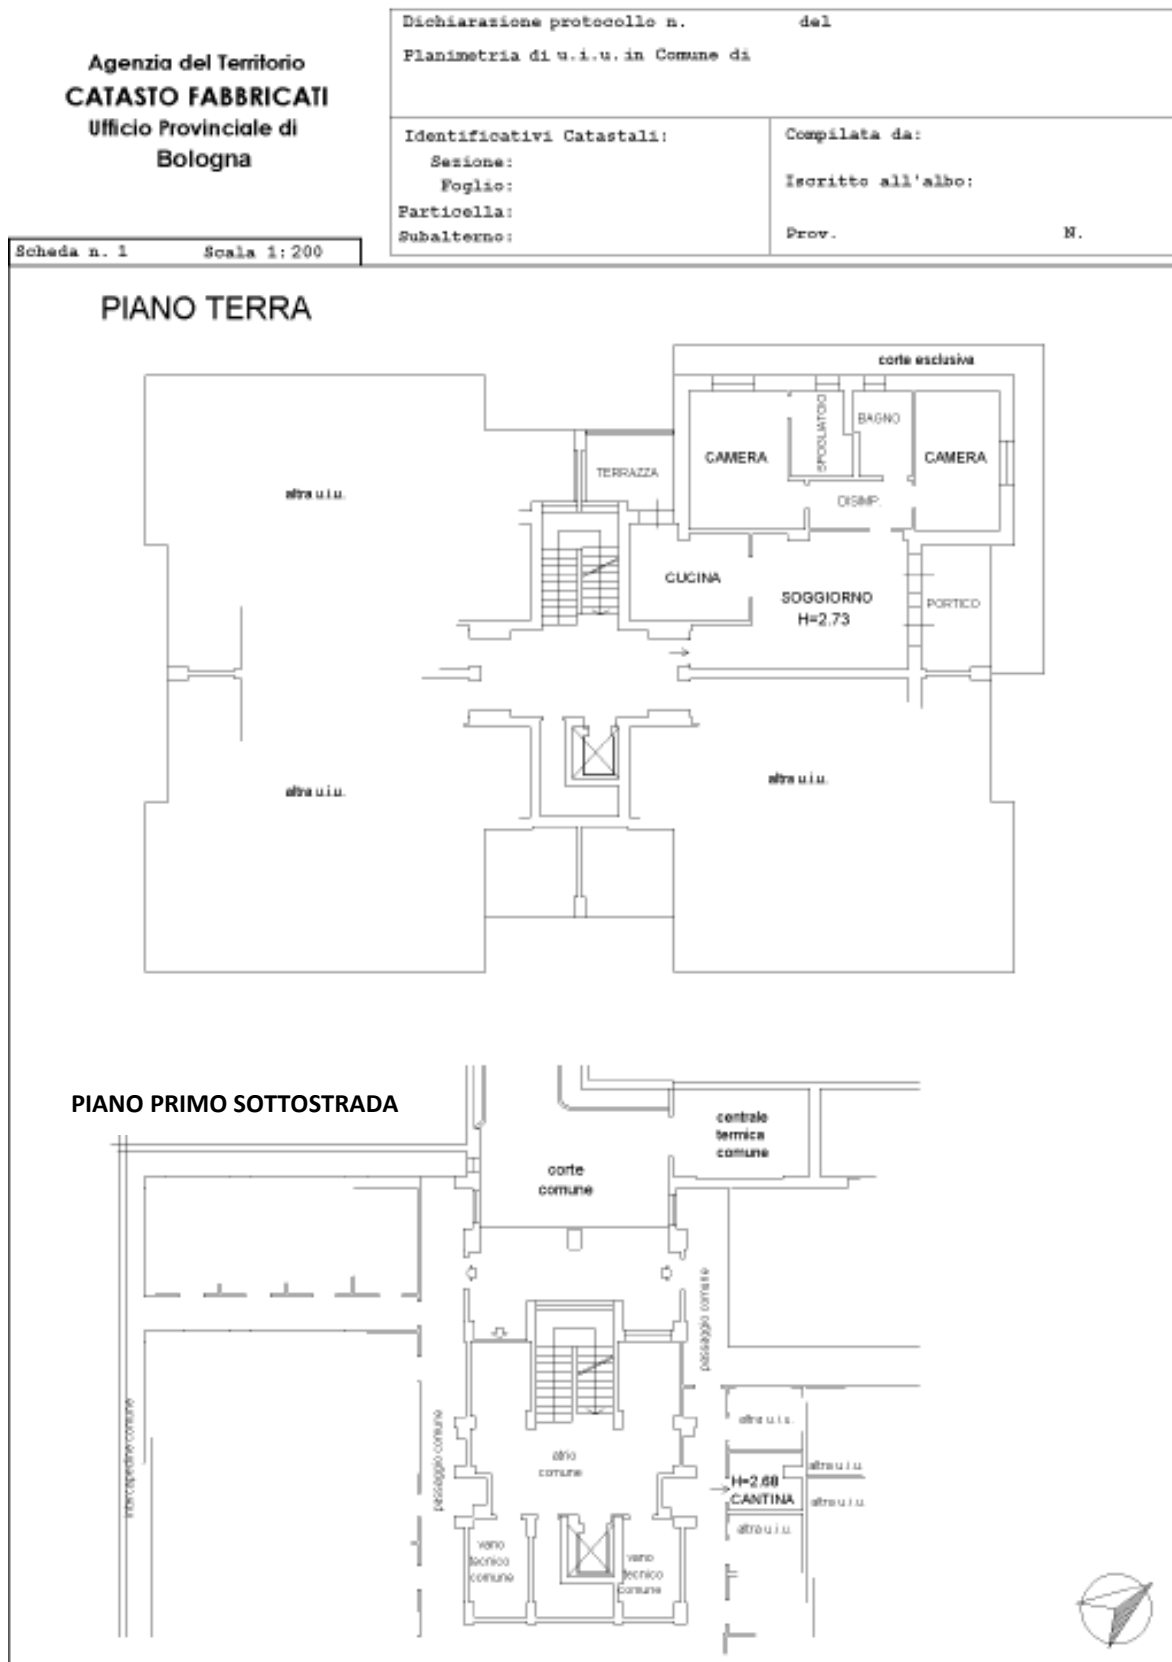 Agenzia del Territorio
CATASTO FABBRICATI
Ufficio Provinciale di
Bologna
Dichiarazione protocollo n. del
Planimetria di u.i.u. in Comune di
Identificativi Catastali:
Sezione:
Foglio:
Particella:
Subalterno:
Compilata da:
Iscritto all'albo:
Prov. N.
Scheda n. 1 Scala 1:200
PIANO TERRA
corte esclusiva
SPOGLIATOIO
BAGNO
CAMERA
CAMERA
TERRAZZA
altra u.i.u.
DISIMP.
CUCINA
SOGGIORNO
H=2.73
PORTICO
altra u.i.u.
altra u.i.u.
PIANO PRIMO SOTTOSTRADA
centrale
termica
comune
corte
comune
passaggio comune
intercapedine comune
passaggio comune
atrio
comune
altra u.i.u.
altra u.i.u.
H=2.68
CANTINA
altra u.i.u.
altra u.i.u.
vano
tecnico
comune
vano
tecnico
comune